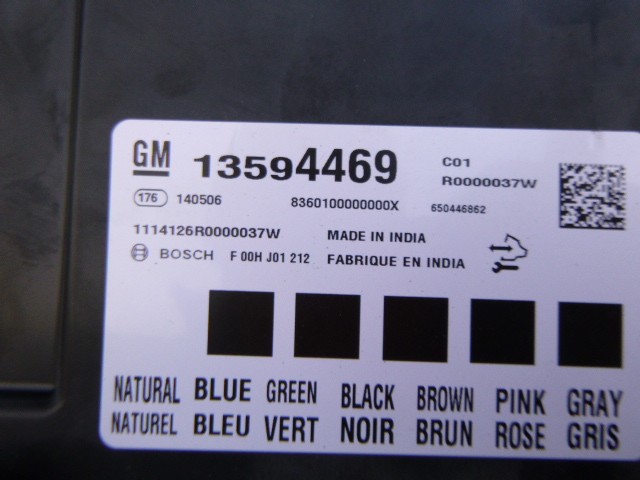 GM 13594469 C01
R0000037W
176 140506 8360100000000X 650446862
1114126R0000037W MADE IN INDIA
BOSCH F 00H J01 212 FABRIQUE EN INDIA
NATURAL BLUE GREEN BLACK BROWN PINK GRAY
NATUREL BLEU VERT NOIR BRUN ROSE GRIS